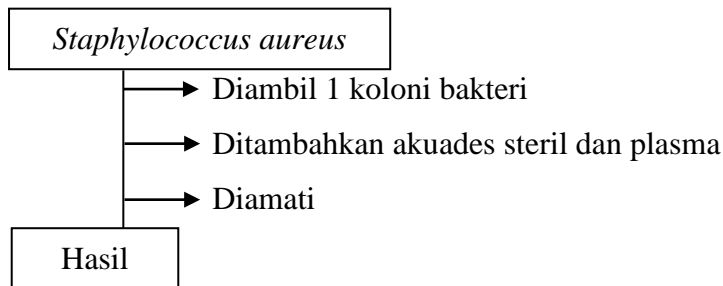 Staphylococcus aureus
Diambil 1 koloni bakteri
Ditambahkan akuades steril dan plasma
Diamati
Hasil